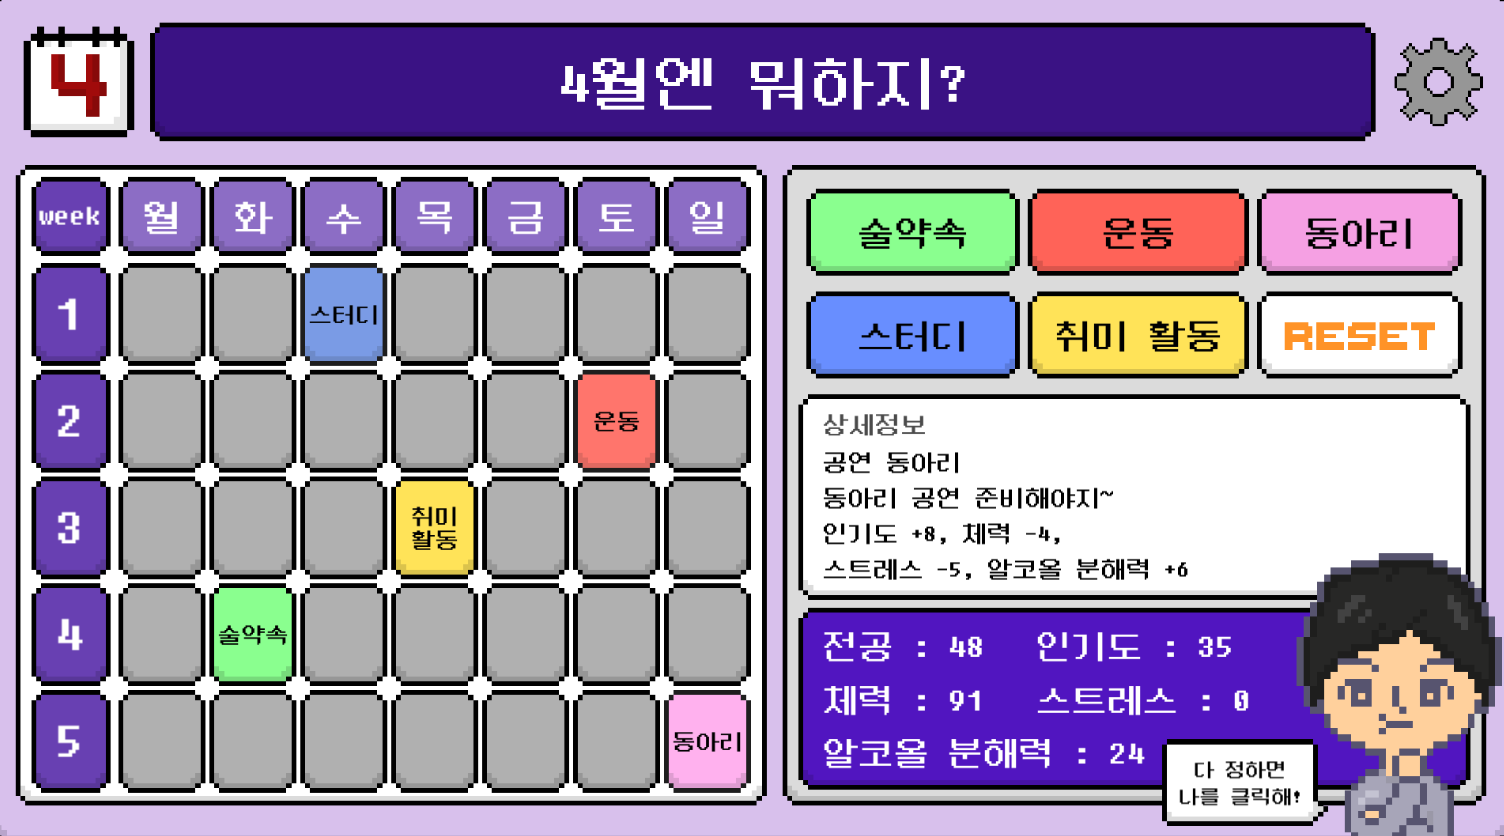 4
4월엔 뭐하지?
week 월 화 수 목 금 토 일
1 스터디
2 운동
3 취미
활동
4 술약속
5 동아리
술약속 운동 동아리
스터디 취미 활동 RESET
상세정보
공연 동아리
동아리 공연 준비해야지~
인기도 +8, 체력 -4,
스트레스 -5, 알코올 분해력 +6
전공 : 48 인기도 : 35
체력 : 91 스트레스 : 0
알코올 분해력 : 24
다 정하면
나를 클릭해!